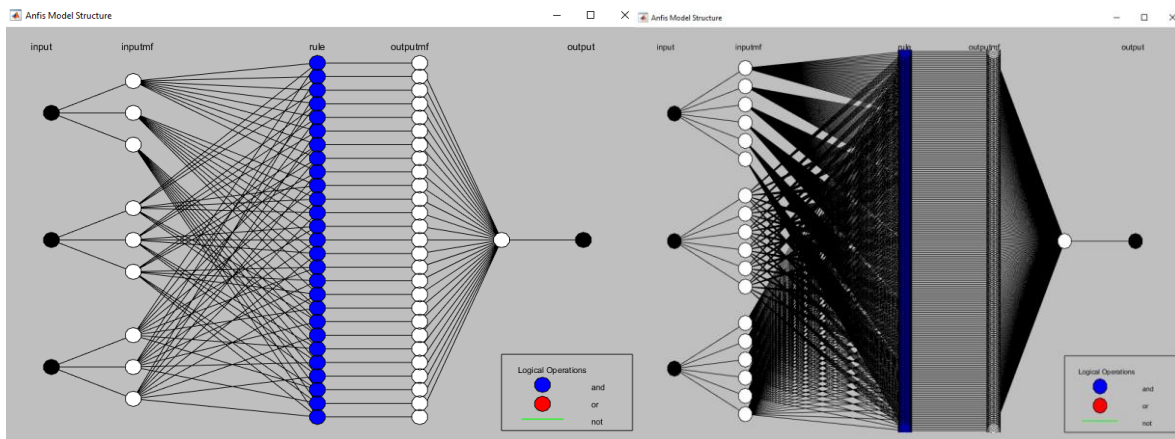 Anfis Model Structure
input inputmf rule outputmf output
Logical Operations
and
or
not
Anfis Model Structure
input inputmf rule outputmf output
Logical Operations
and
or
not